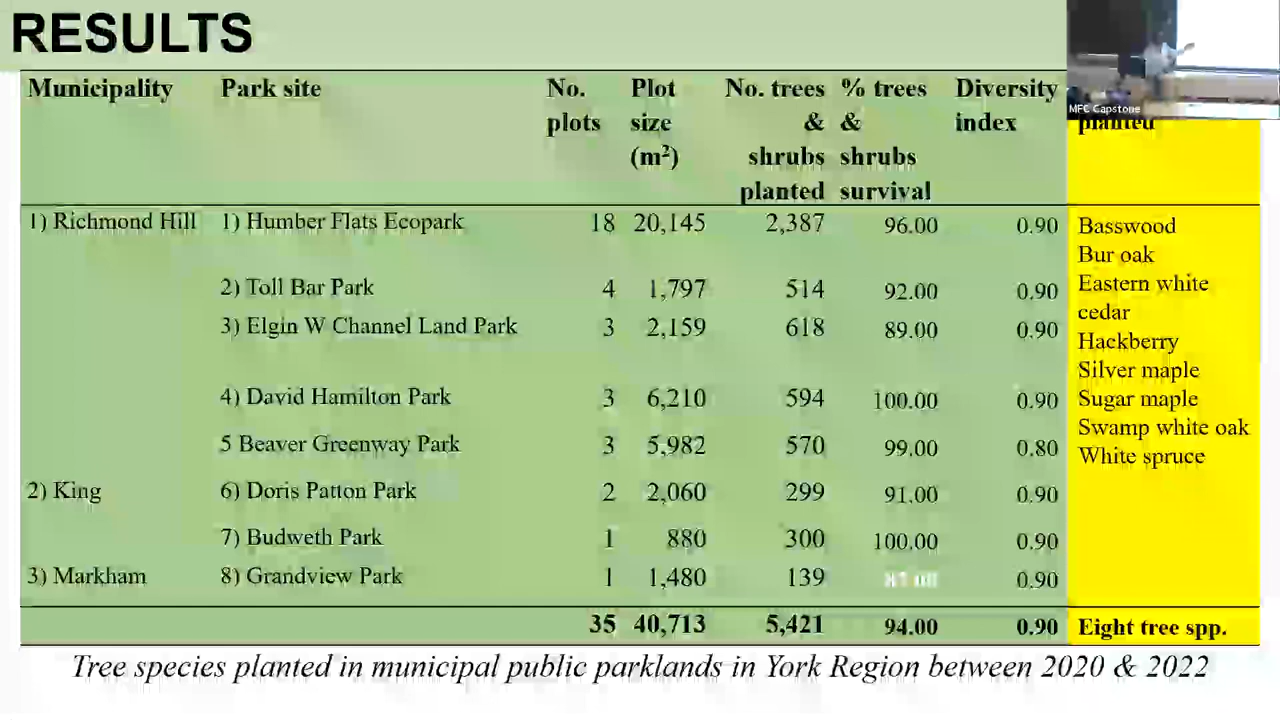 RESULTS
MFC Capstone
Municipality Park site No. plots Plot size (m²) No. trees & shrubs planted % trees & shrubs survival Diversity index planted
1) Richmond Hill 1) Humber Flats Ecopark 18 20,145 2,387 96.00 0.90
2) Toll Bar Park 4 1,797 514 92.00 0.90
3) Elgin W Channel Land Park 3 2,159 618 89.00 0.90
4) David Hamilton Park 3 6,210 594 100.00 0.90
5 Beaver Greenway Park 3 5,982 570 99.00 0.80
2) King 6) Doris Patton Park 2 2,060 299 91.00 0.90
7) Budweth Park 1 880 300 100.00 0.90
3) Markham 8) Grandview Park 1 1,480 139 0.90
Basswood
Bur oak
Eastern white
cedar
Hackberry
Silver maple
Sugar maple
Swamp white oak
White spruce
35 40,713 5,421 94.00 0.90 Eight tree spp.
Tree species planted in municipal public parklands in York Region between 2020 & 2022